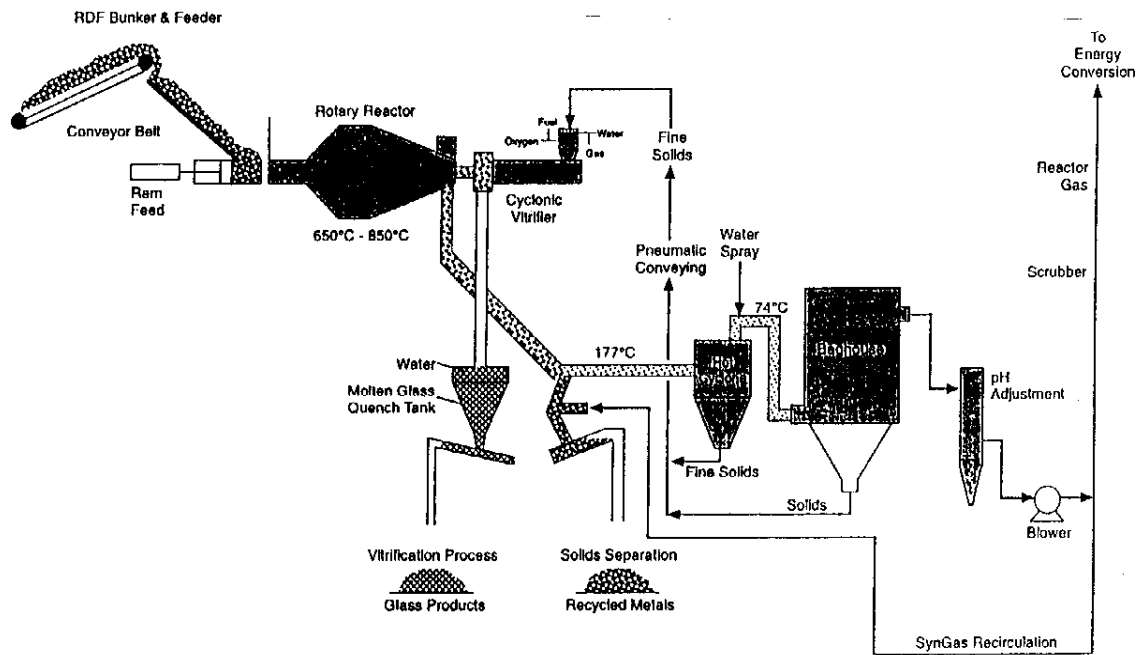 RDF Bunker & Feeder
To
Energy
Conversion
Conveyor Belt
Rotary Reactor
Fuel
Oxygen
Water
Gas
Fine
Solids
Reactor
Gas
Ram
Feed
Cyclonic
Vitrifier
650°C - 850°C
Pneumatic
Conveying
Water
Spray
Scrubber
74°C
177°C
Hot
Cyclone
Baghouse
Water
Molten Glass
Quench Tank
pH
Adjustment
Fine Solids
Solids
Blower
Vitrification Process
Glass Products
Solids Separation
Recycled Metals
SynGas Recirculation